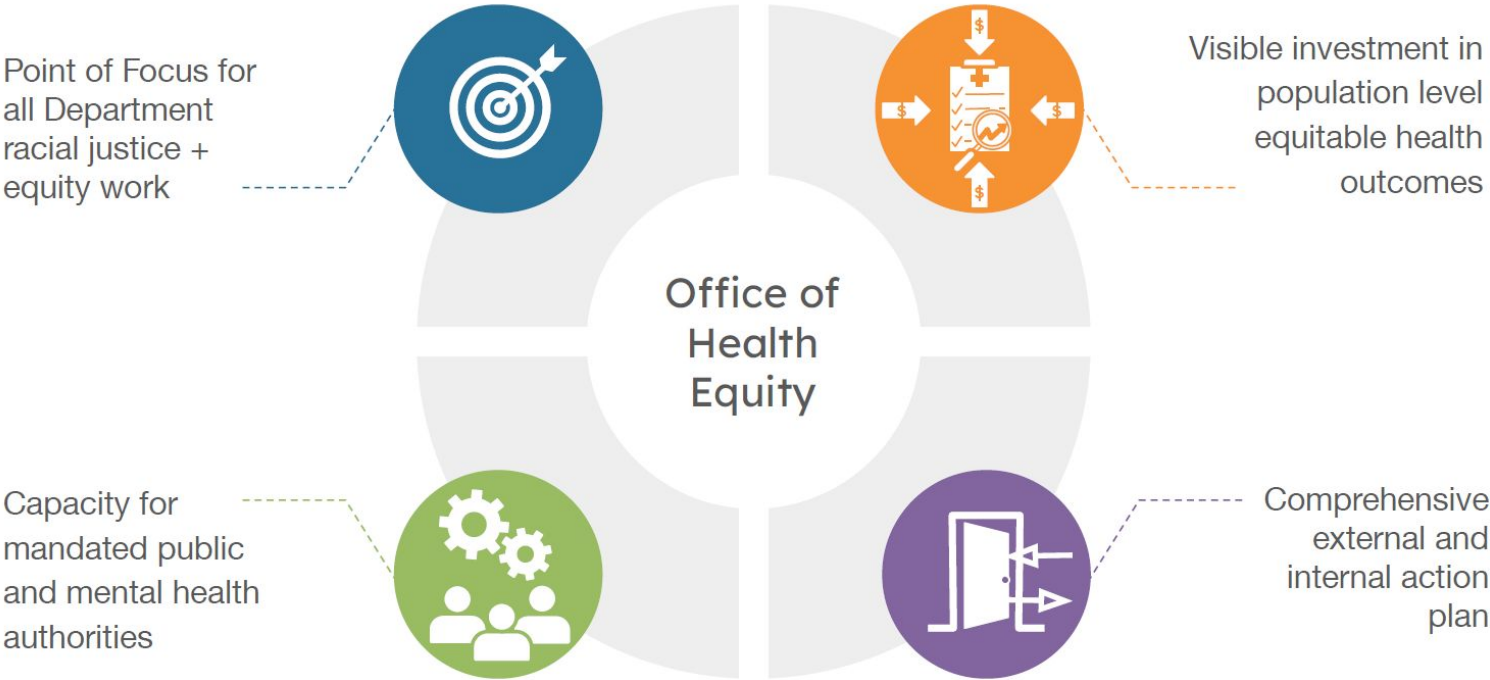 Point of Focus for
all Department
racial justice +
equity work
Visible investment in
population level
equitable health
outcomes
$
$
$
$
Office of
Health
Equity
Capacity for
mandated public
and mental health
authorities
Comprehensive
external and
internal action
plan